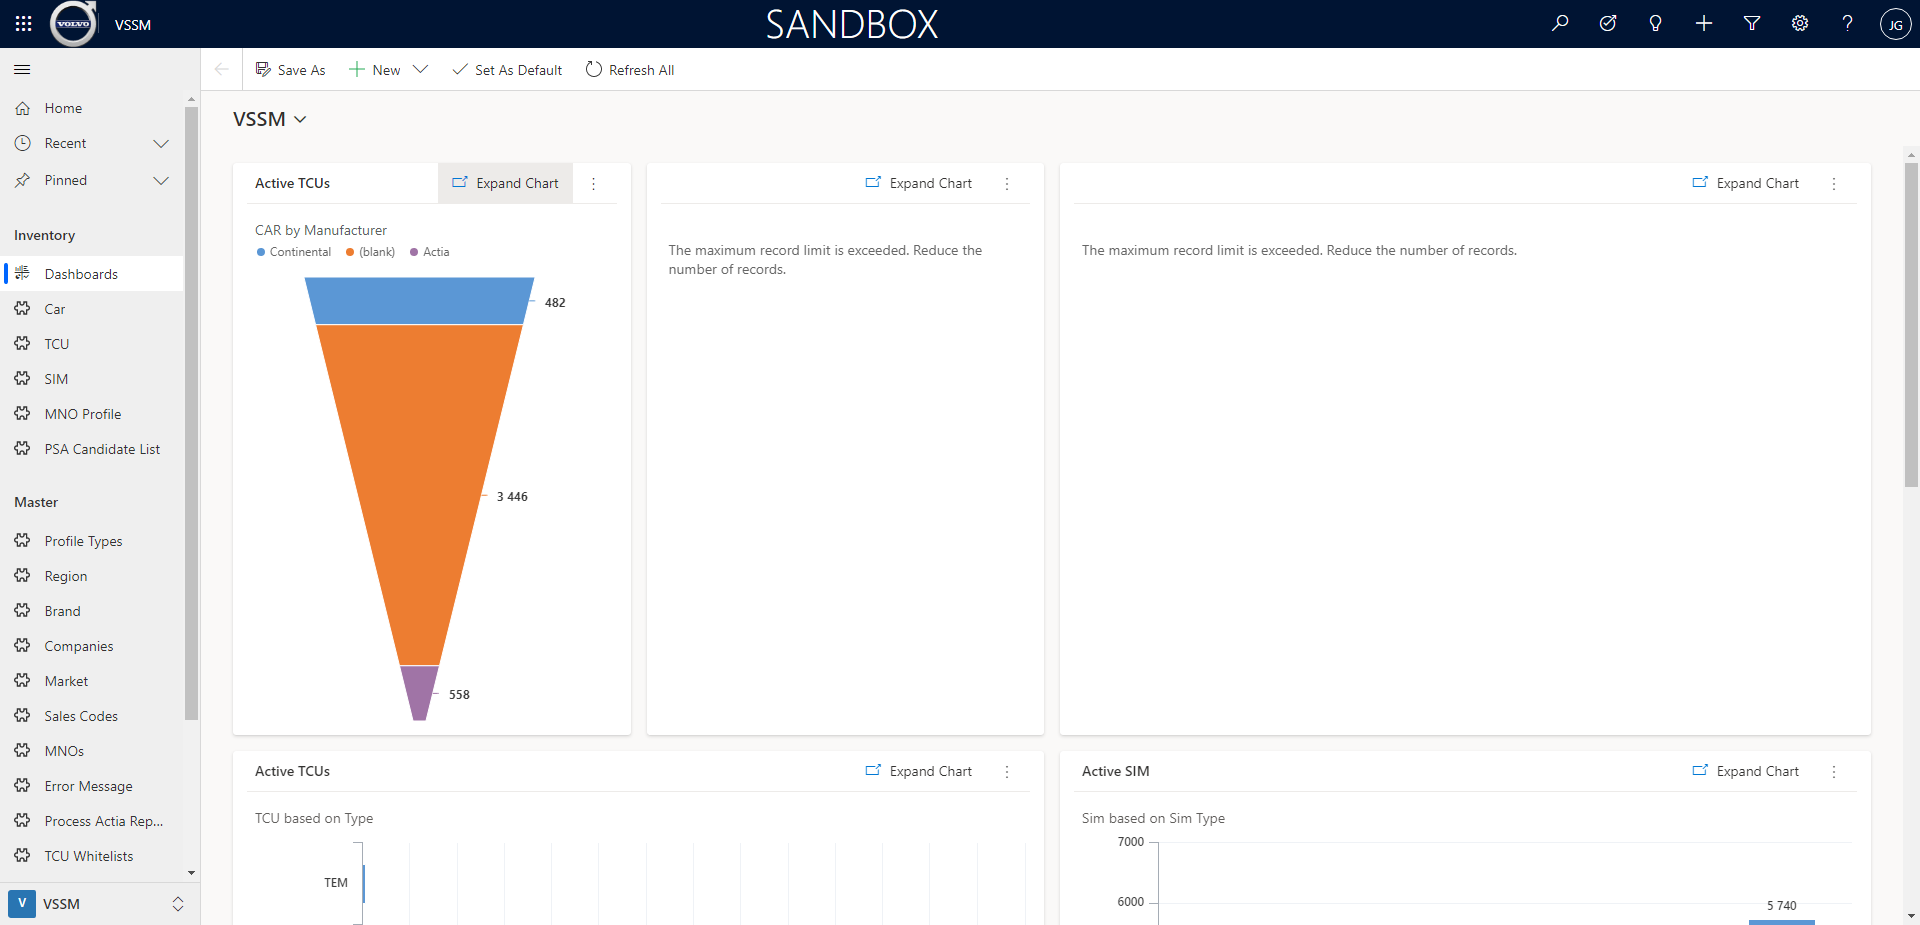 VOLVO
VSSM
SANDBOX
JG
Save As
New
Set As Default
Refresh All
Home
Recent
Pinned
Inventory
Dashboards
Car
TCU
SIM
MNO Profile
PSA Candidate List
Master
Profile Types
Region
Brand
Companies
Market
Sales Codes
MNOs
Error Message
Process Actia Rep...
TCU Whitelists
V VSSM
VSSM
Active TCUs
Expand Chart
CAR by Manufacturer
Continental (blank) Actia
482
3 446
558
Expand Chart
The maximum record limit is exceeded. Reduce the
number of records.
Expand Chart
The maximum record limit is exceeded. Reduce the number of records.
Active TCUs
Expand Chart
TCU based on Type
TEM
Active SIM
Expand Chart
Sim based on Sim Type
7000
6000
5 740